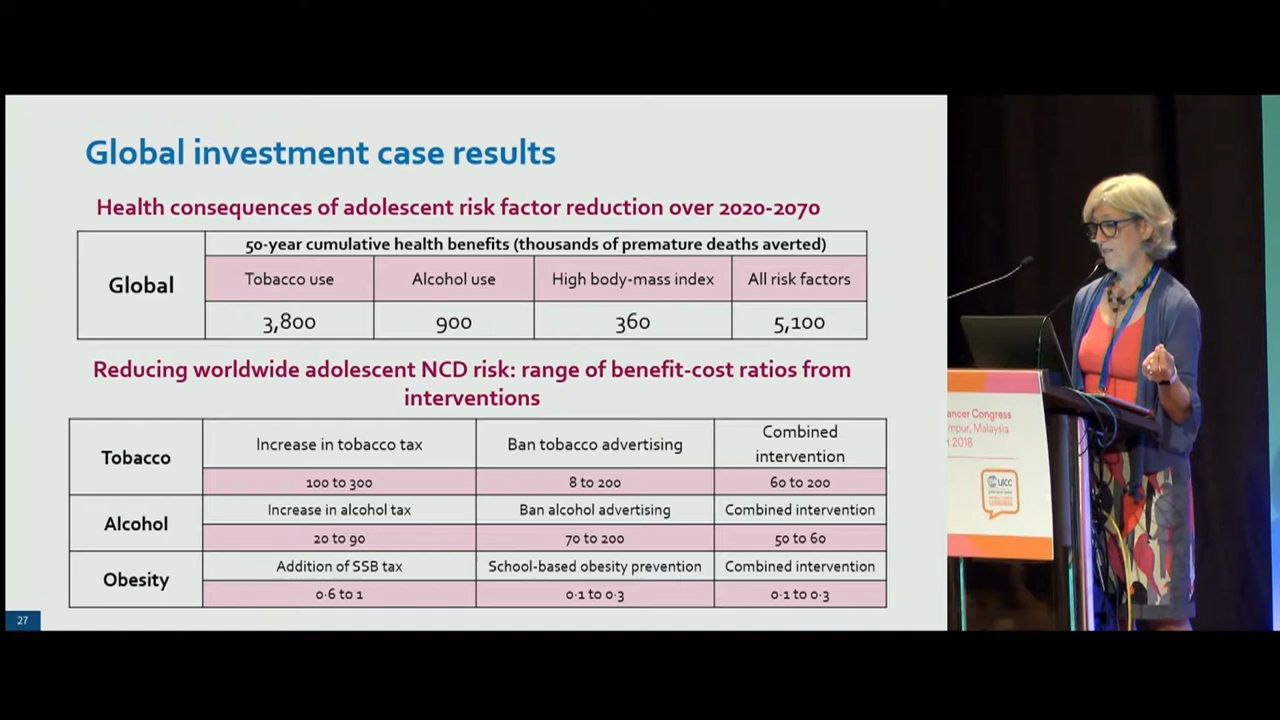 Global investment case results
Health consequences of adolescent risk factor reduction over 2020-2070
Global
50-year cumulative health benefits (thousands of premature deaths averted)
Tobacco use
Alcohol use
High body-mass index
All risk factors
3,800
900
360
5,100
Reducing worldwide adolescent NCD risk: range of benefit-cost ratios from
interventions
Tobacco
Increase in tobacco tax
Ban tobacco advertising
Combined
intervention
100 to 300
8 to 200
60 to 200
Alcohol
Increase in alcohol tax
Ban alcohol advertising
Combined intervention
20 to 90
70 to 200
50 to 60
Obesity
Addition of SSB tax
School-based obesity prevention
Combined intervention
0·6 to 1
0·1 to 0·3
0·1 to 0·3
27
ancer Congress
mpur, Malaysia
2018
uicc
CONGRESS